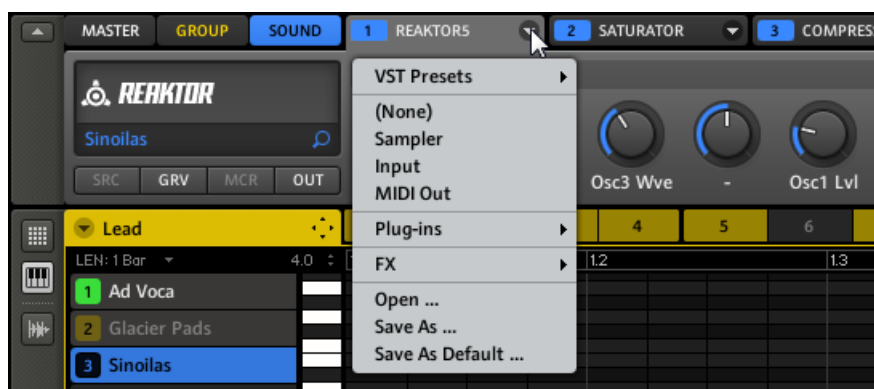 MASTER GROUP SOUND 1 REAKTOR5 2 SATURATOR 3 COMPRES
REAKTOR
Sinoilas
SRC GRV MCR OUT
VST Presets
(None)
Sampler
Input
MIDI Out
Plug-ins
FX
Open ...
Save As ...
Save As Default ...
Osc3 Wve - Osc1 Lvl
Lead
4 5 6
LEN: 1 Bar 4.0
1.2 1.3
1 Ad Voca
2 Glacier Pads
3 Sinoilas